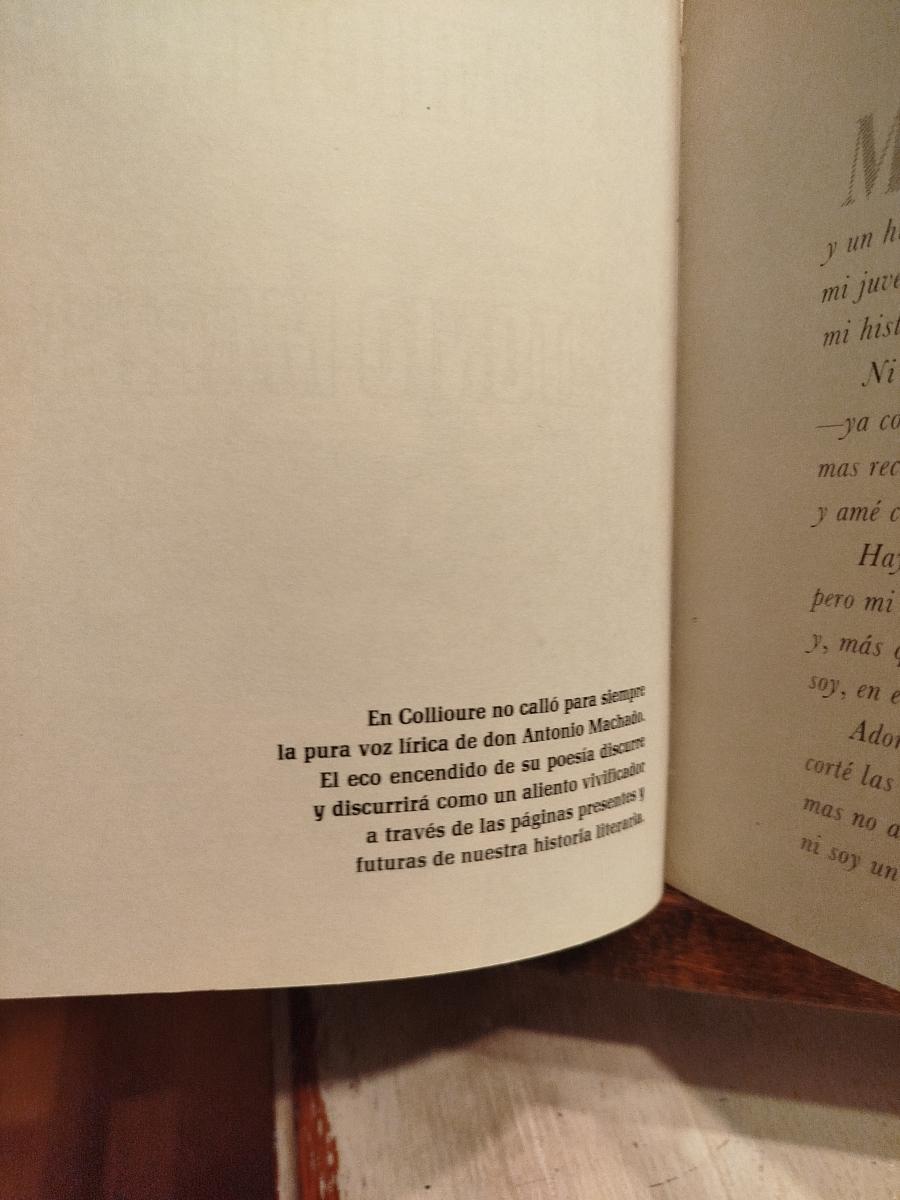 En Collioure no calló para siempre
la pura voz lírica de don Antonio Machado.
El eco encendido de su poesía discurre
y discurrirá como un aliento vivificador
a través de las páginas presentes y
futuras de nuestra historia literaria.
M
y un h
mi juve
mi hist
Ni
—ya co
mas rec
y amé c
Hay
pero mi
y, más q
soy, en e
Ador
corté las
mas no a
ni soy un